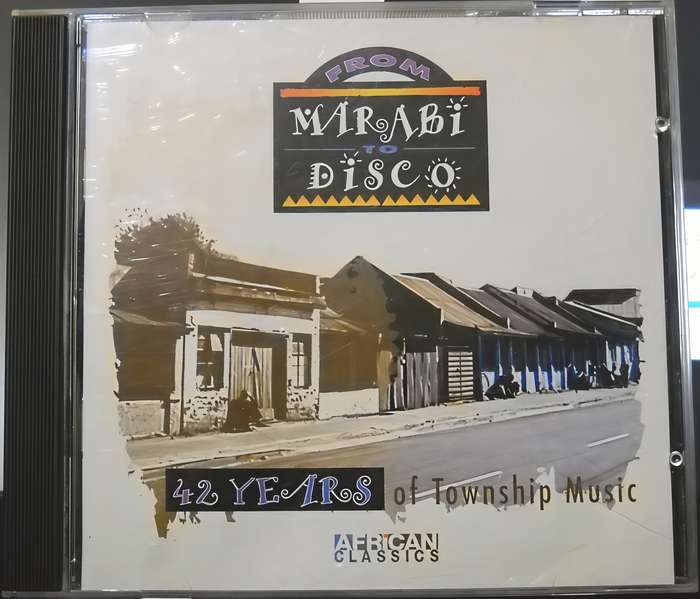 FROM
MARABi
TO
DiSCO
42 YEARS of Township Music
AFRiCAN
CLASSICS